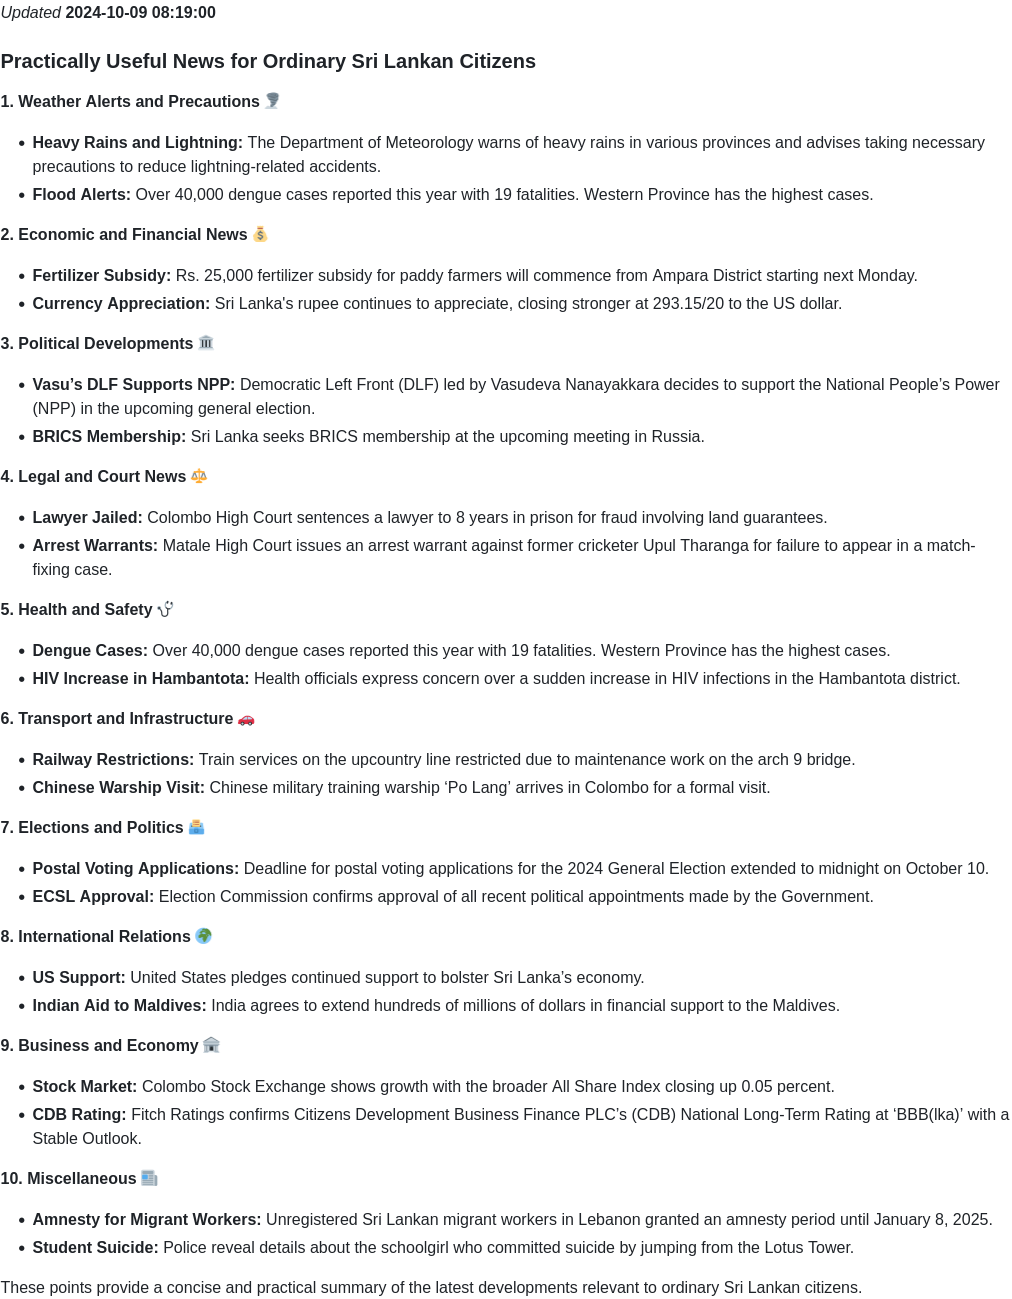 Updated 2024-10-09 08:19:00
Practically Useful News for Ordinary Sri Lankan Citizens
1. Weather Alerts and Precautions 🌪️
• Heavy Rains and Lightning: The Department of Meteorology warns of heavy rains in various provinces and advises taking necessary
precautions to reduce lightning-related accidents.
• Flood Alerts: Over 40,000 dengue cases reported this year with 19 fatalities. Western Province has the highest cases.
2. Economic and Financial News 💰
• Fertilizer Subsidy: Rs. 25,000 fertilizer subsidy for paddy farmers will commence from Ampara District starting next Monday.
• Currency Appreciation: Sri Lanka's rupee continues to appreciate, closing stronger at 293.15/20 to the US dollar.
3. Political Developments 🏛️
• Vasu’s DLF Supports NPP: Democratic Left Front (DLF) led by Vasudeva Nanayakkara decides to support the National People’s Power
(NPP) in the upcoming general election.
• BRICS Membership: Sri Lanka seeks BRICS membership at the upcoming meeting in Russia.
4. Legal and Court News ⚖️
• Lawyer Jailed: Colombo High Court sentences a lawyer to 8 years in prison for fraud involving land guarantees.
• Arrest Warrants: Matale High Court issues an arrest warrant against former cricketer Upul Tharanga for failure to appear in a match-
fixing case.
5. Health and Safety 🩺
• Dengue Cases: Over 40,000 dengue cases reported this year with 19 fatalities. Western Province has the highest cases.
• HIV Increase in Hambantota: Health officials express concern over a sudden increase in HIV infections in the Hambantota district.
6. Transport and Infrastructure 🚗
• Railway Restrictions: Train services on the upcountry line restricted due to maintenance work on the arch 9 bridge.
• Chinese Warship Visit: Chinese military training warship ‘Po Lang’ arrives in Colombo for a formal visit.
7. Elections and Politics 🗳️
• Postal Voting Applications: Deadline for postal voting applications for the 2024 General Election extended to midnight on October 10.
• ECSL Approval: Election Commission confirms approval of all recent political appointments made by the Government.
8. International Relations 🌍
• US Support: United States pledges continued support to bolster Sri Lanka’s economy.
• Indian Aid to Maldives: India agrees to extend hundreds of millions of dollars in financial support to the Maldives.
9. Business and Economy 🏦
• Stock Market: Colombo Stock Exchange shows growth with the broader All Share Index closing up 0.05 percent.
• CDB Rating: Fitch Ratings confirms Citizens Development Business Finance PLC’s (CDB) National Long-Term Rating at ‘BBB(lka)’ with a
Stable Outlook.
10. Miscellaneous 📰
• Amnesty for Migrant Workers: Unregistered Sri Lankan migrant workers in Lebanon granted an amnesty period until January 8, 2025.
• Student Suicide: Police reveal details about the schoolgirl who committed suicide by jumping from the Lotus Tower.
These points provide a concise and practical summary of the latest developments relevant to ordinary Sri Lankan citizens.